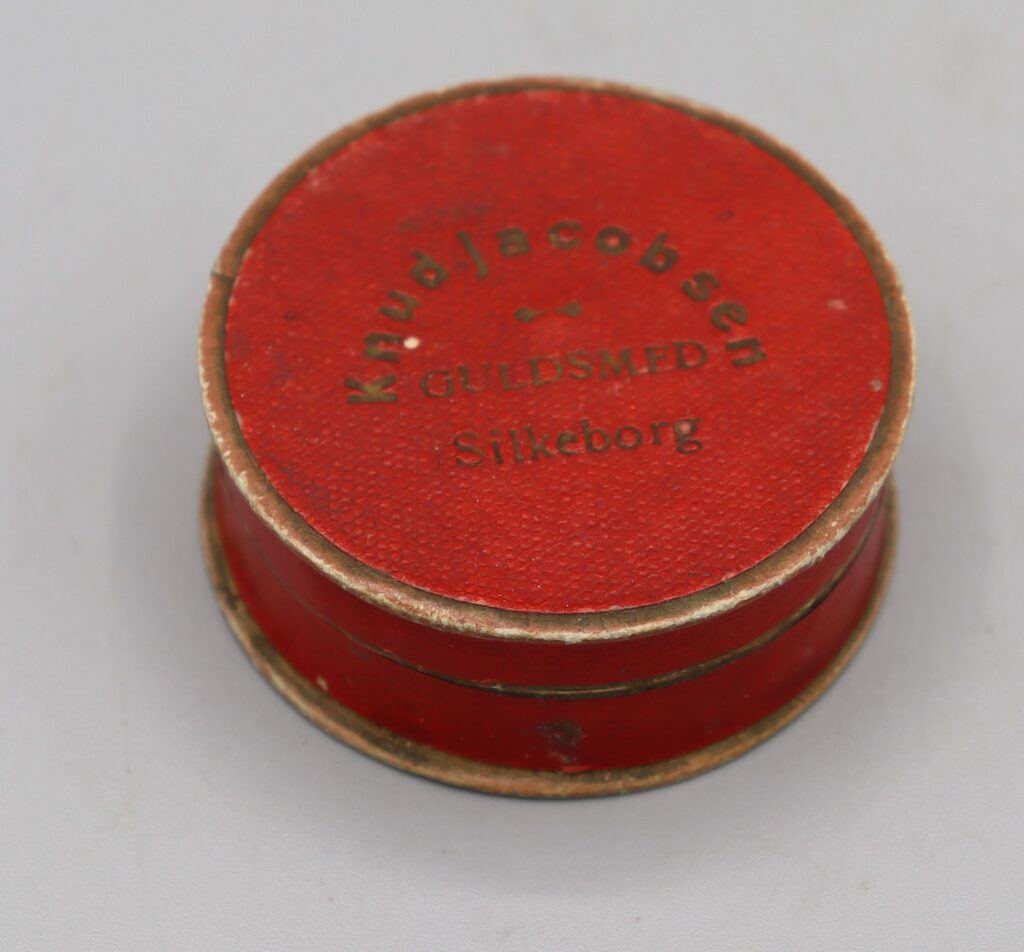 Knud Jacobsen
GULDSMED
Silkeborg